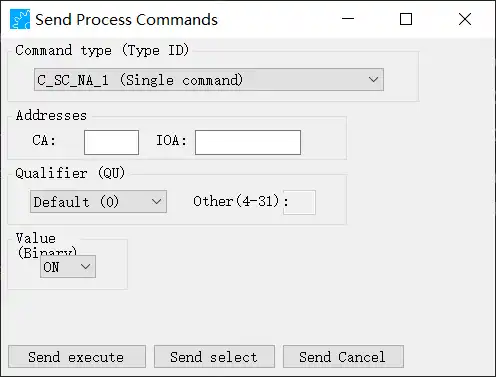 Send Process Commands
Command type (Type ID)
C_SC_NA_1 (Single command)
Addresses
CA: IOA:
Qualifier (QU)
Default (0) Other(4-31):
Value
(Binary)
ON
Send execute Send select Send Cancel